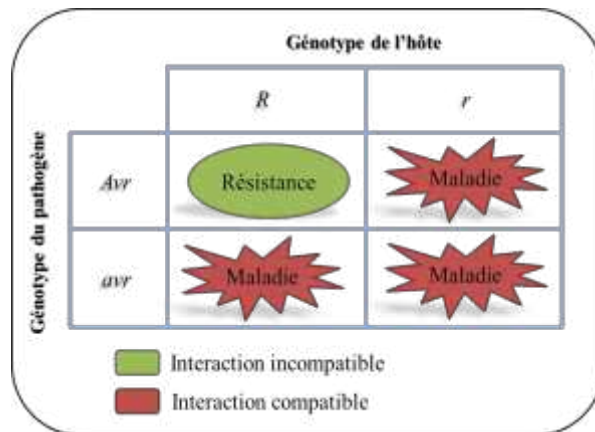 Génotype de l'hôte
Génotype du pathogène
R r
Avr Résistance Maladie
avr Maladie Maladie
Interaction incompatible
Interaction compatible